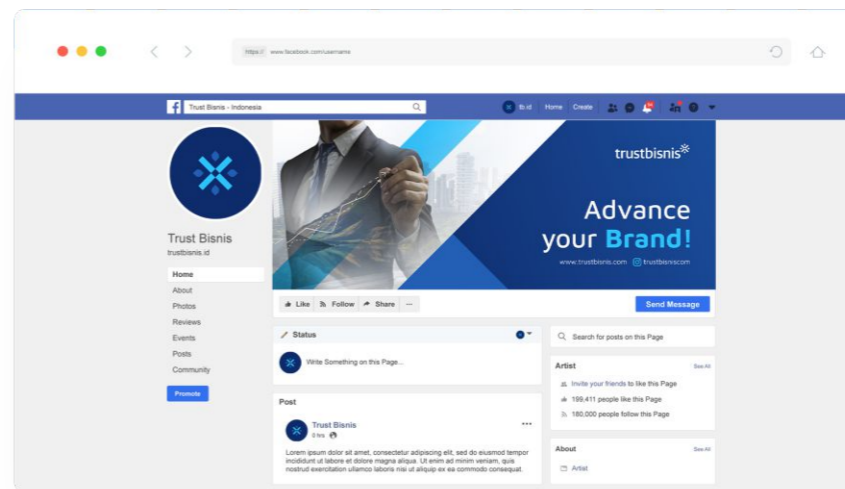 https:// www.facebook.com/username
Trust Bisnis - Indonesia
tb.id Home Create
trustbisnis
Advance
your Brand!
www.trustbisnis.com trustbisniscom
Trust Bisnis
trustbisnis.id
Home
About
Photos
Reviews
Events
Posts
Community
Promote
Like Follow Share
Send Message
Status
Write Something on this Page...
Post
Trust Bisnis
0 hrs
Lorem ipsum dolor sit amet, consectetur adipiscing elit, sed do eiusmod tempor
incididunt ut labore et dolore magna aliqua. Ut enim ad minim veniam, quis
nostrud exercitation ullamco laboris nisi ut aliquip ex ea commodo consequat.
Search for posts on this Page
Artist See All
Invite your friends to like this Page
199,411 people like this Page
180,000 people follow this Page
About See All
Artist